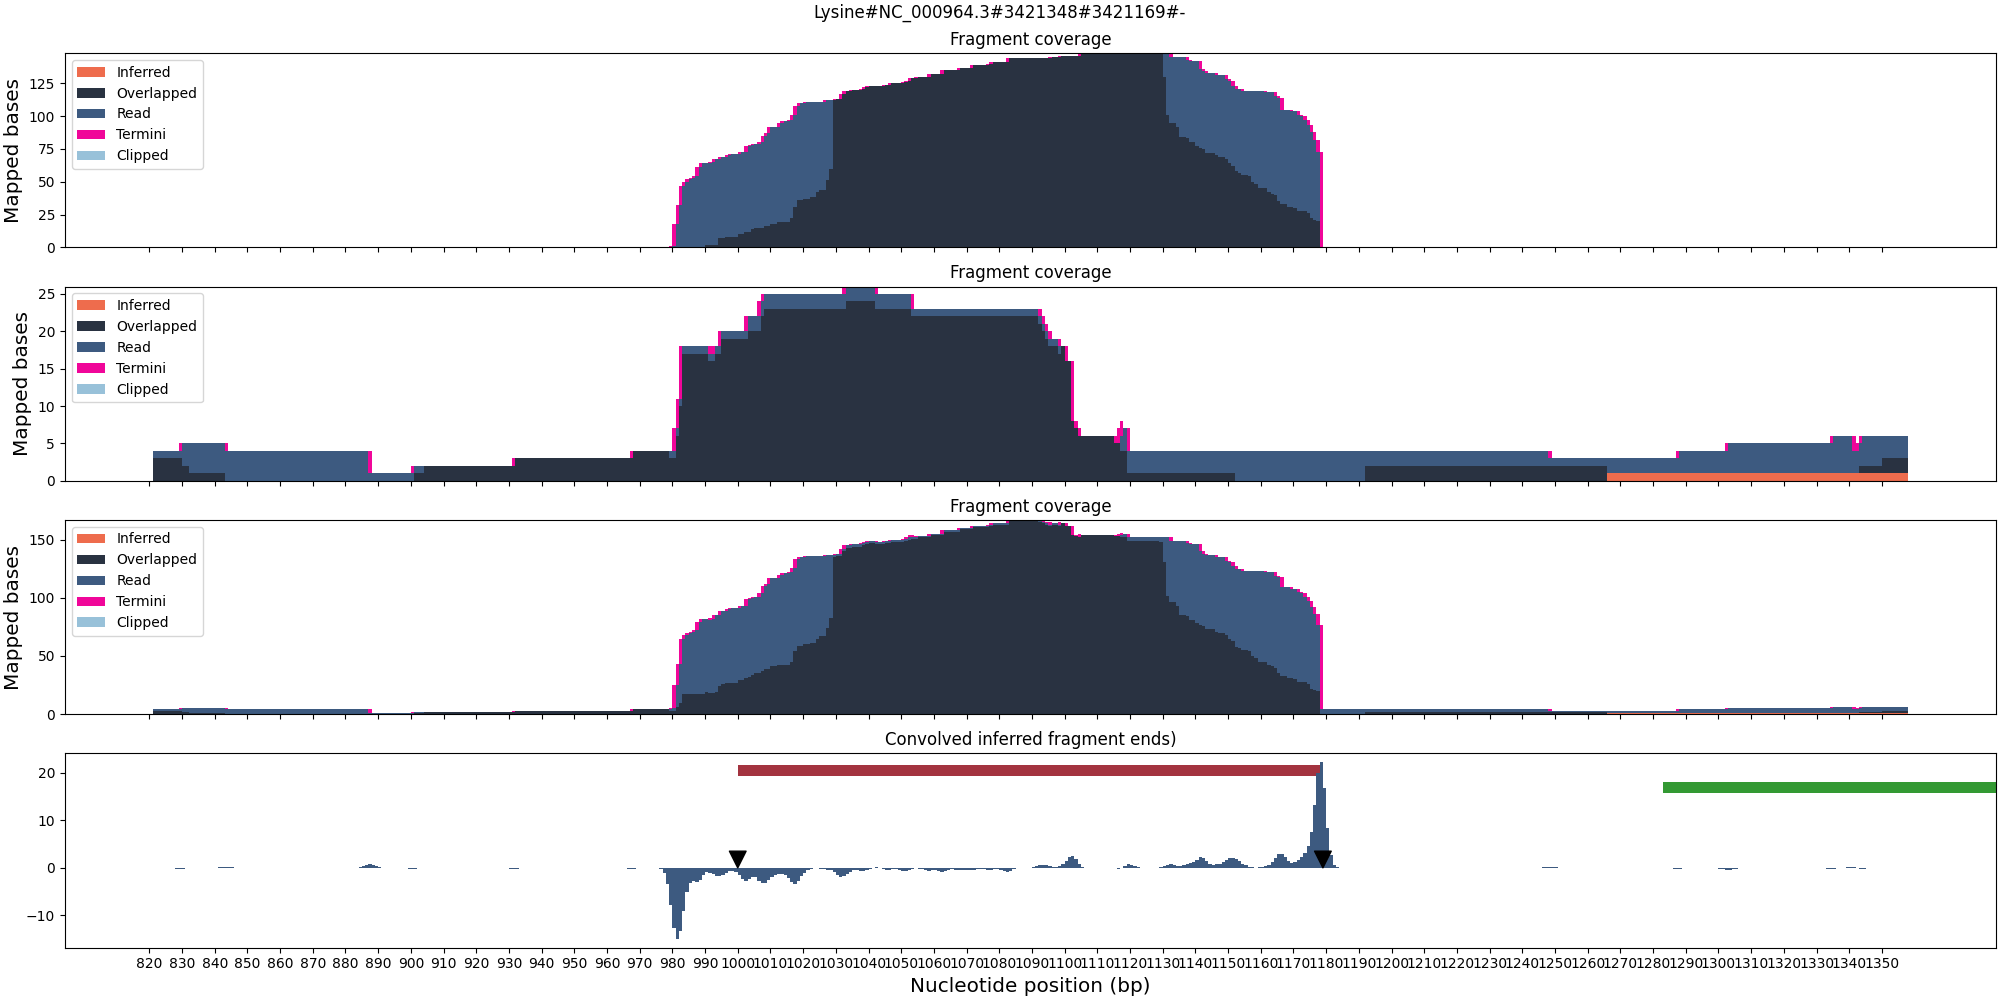 Lysine#NC_000964.3#3421348#3421169#-
Fragment coverage
Mapped bases
125
100
75
50
25
0
Inferred
Overlapped
Read
Termini
Clipped
Fragment coverage
Mapped bases
25
20
15
10
5
0
Inferred
Overlapped
Read
Termini
Clipped
Fragment coverage
Mapped bases
150
100
50
0
Inferred
Overlapped
Read
Termini
Clipped
Convolved inferred fragment ends)
20
10
0
−10
820 830 840 850 860 870 880 890 900 910 920 930 940 950 960 970 980 990 1000 1010 1020 1030 1040 1050 1060 1070 1080 1090 1100 1110 1120 1130 1140 1150 1160 1170 1180 1190 1200 1210 1220 1230 1240 1250 1260 1270 1280 1290 1300 1310 1320 1330 1340 1350
Nucleotide position (bp)